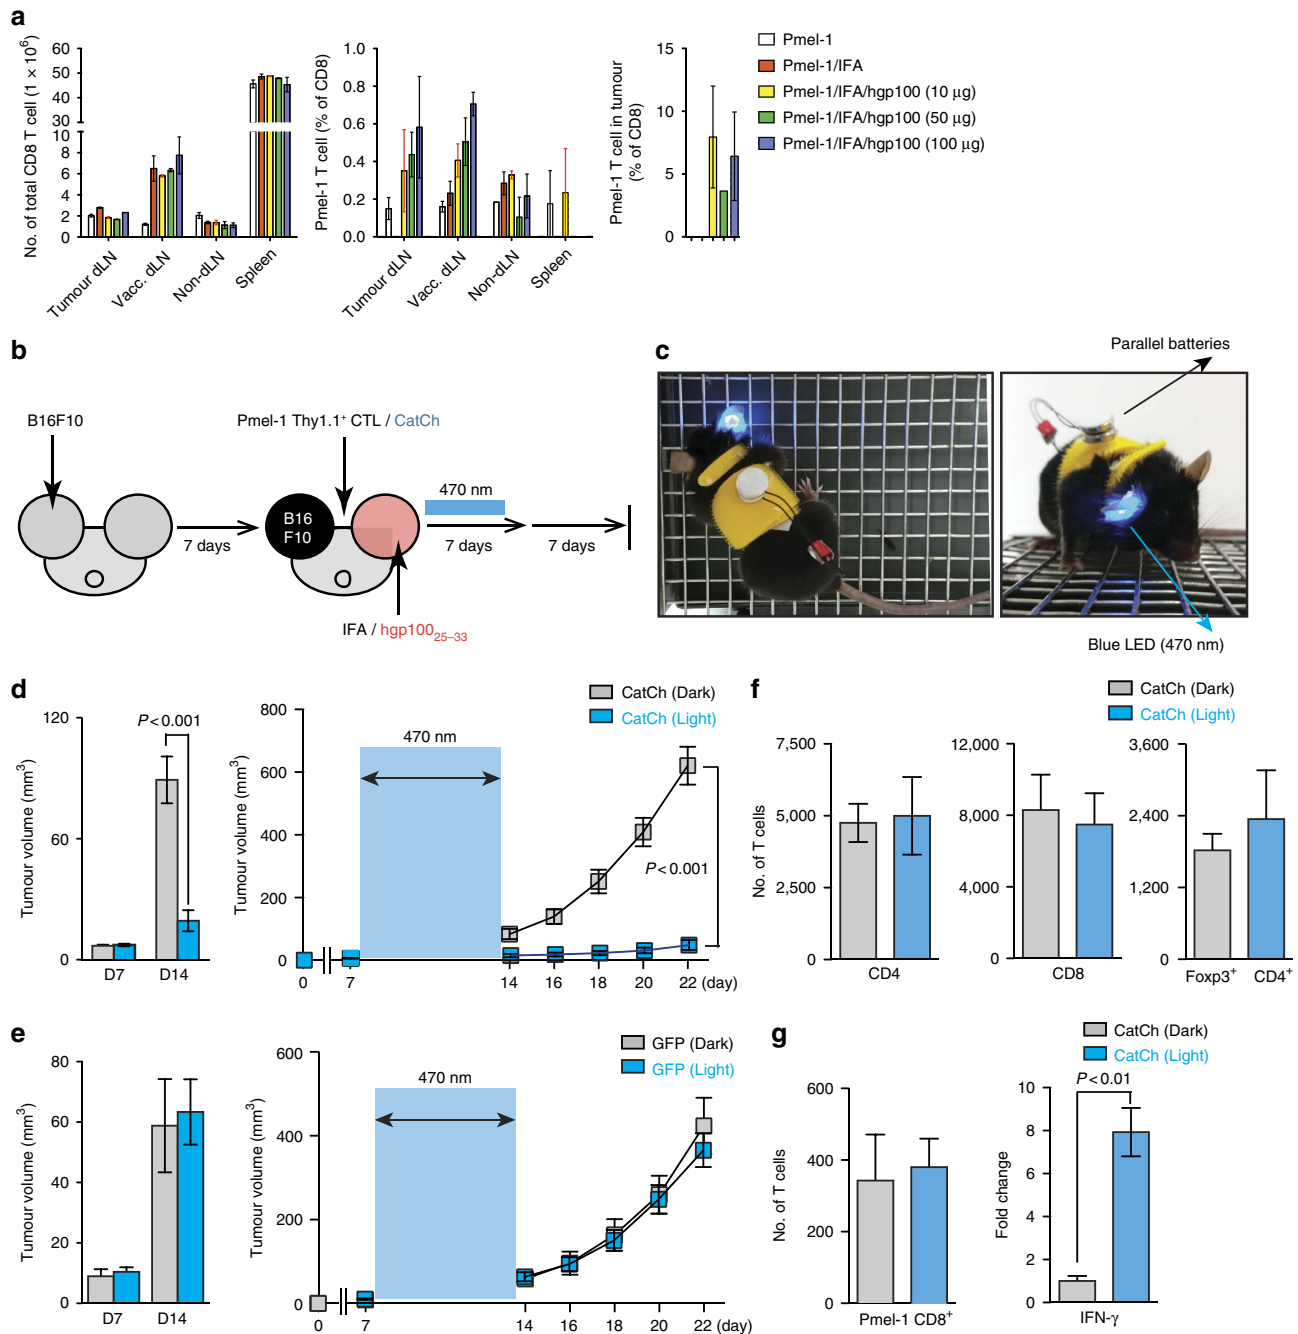 a
No. of total CD8 T cell (1 × 10⁶)
60
50
40
30
10
8
6
4
2
0
Tumour dLN
Vacc. dLN
Non-dLN
Spleen
Pmel-1 T cell (% of CD8)
1.0
0.8
0.6
0.4
0.2
0.0
Tumour dLN
Vacc. dLN
Non-dLN
Spleen
Pmel-1 T cell in tumour
(% of CD8)
15
10
5
0
Pmel-1
Pmel-1/IFA
Pmel-1/IFA/hgp100 (10 µg)
Pmel-1/IFA/hgp100 (50 µg)
Pmel-1/IFA/hgp100 (100 µg)
b
B16F10
7 days
Pmel-1 Thy1.1⁺ CTL / CatCh
B16
F10
470 nm
7 days
7 days
IFA / hgp100₂₅₋₃₃
c
Parallel batteries
Blue LED (470 nm)
d
Tumour volume (mm³)
120
60
0
P < 0.001
D7
D14
Tumour volume (mm³)
800
600
400
200
0
470 nm
CatCh (Dark)
CatCh (Light)
P < 0.001
0
7
14
16
18
20
22 (day)
e
Tumour volume (mm³)
80
60
40
20
0
D7
D14
Tumour volume (mm³)
600
400
200
0
470 nm
GFP (Dark)
GFP (Light)
0
7
14
16
18
20
22 (day)
f
CatCh (Dark)
CatCh (Light)
No. of T cells
7,500
5,000
2,500
0
CD4
12,000
8,000
4,000
0
CD8
3,600
2,400
1,200
0
Foxp3⁺ CD4⁺
g
CatCh (Dark)
CatCh (Light)
No. of T cells
600
400
200
0
Pmel-1 CD8⁺
Fold change
10
8
6
4
2
0
P < 0.01
IFN-γ